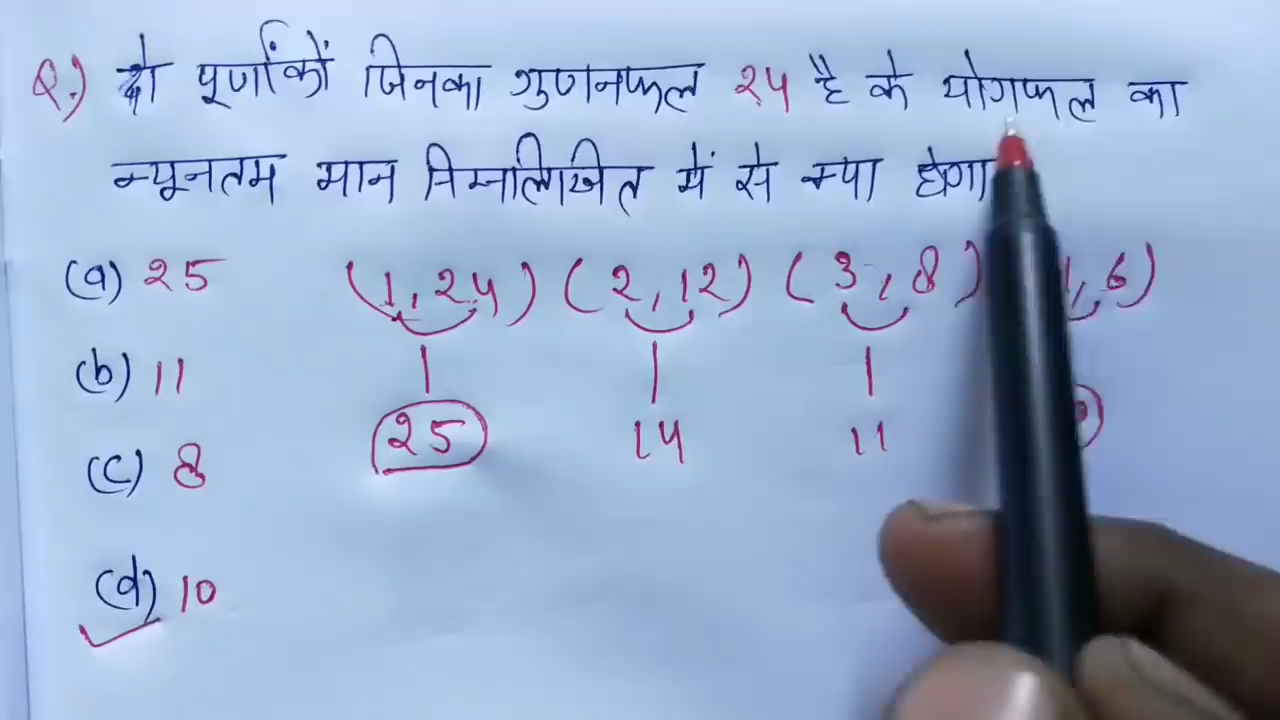 Q.) दो पूर्णांकों जिनका गुणनफल 24 है के योगफल का
न्यूनतम मान निम्नलिखित में से क्या होगा
(a) 25 (1, 24) (2, 12) (3, 8) , 6)
(b) 11
25 14 11
(c) 8
(d) 10